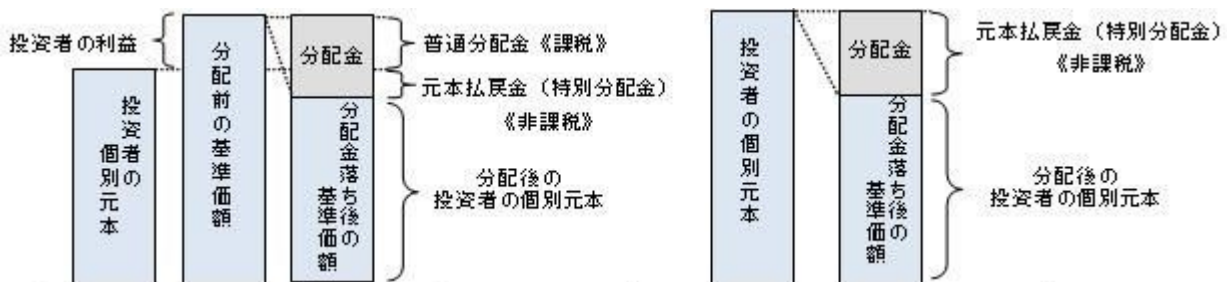 投資者の利益
投資者の
個別元本
分配前の基準価額
分配金
分配金落ち後の
基準価額
普通分配金《課税》
元本払戻金（特別分配金）
《非課税》
分配後の
投資者の個別元本
投資者の個別元本
分配金
分配金落ち後の
基準価額
元本払戻金（特別分配金）
《非課税》
分配後の
投資者の個別元本